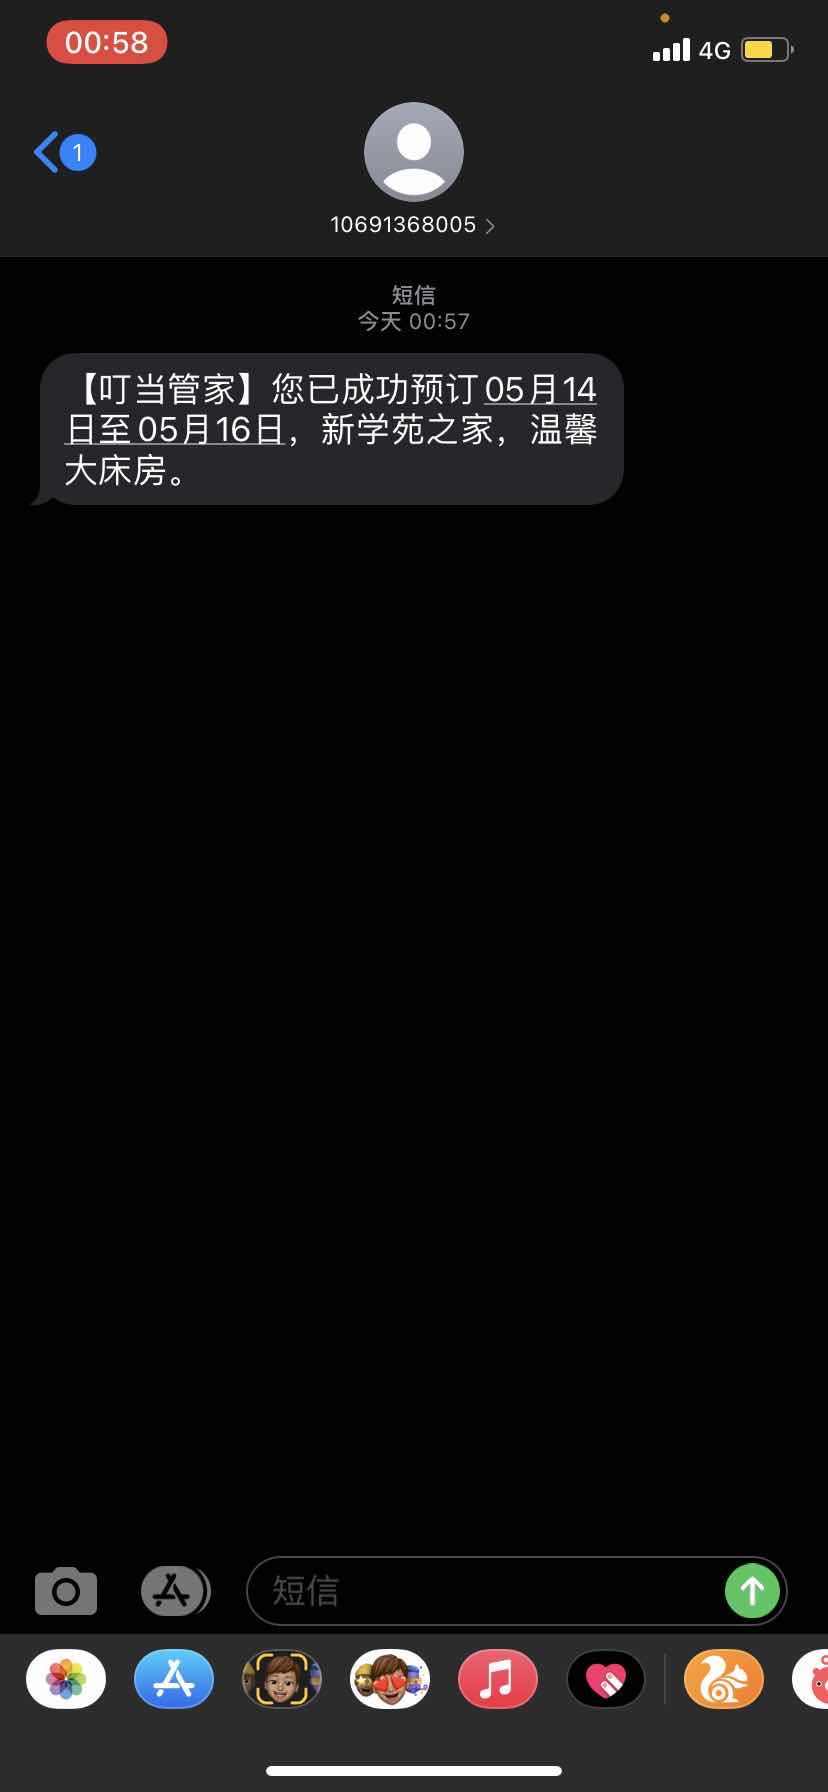 00:58
4G
1
10691368005
短信
今天 00:57
【叮当管家】您已成功预订05月14
日至05月16日，新学苑之家，温馨
大床房。
短信